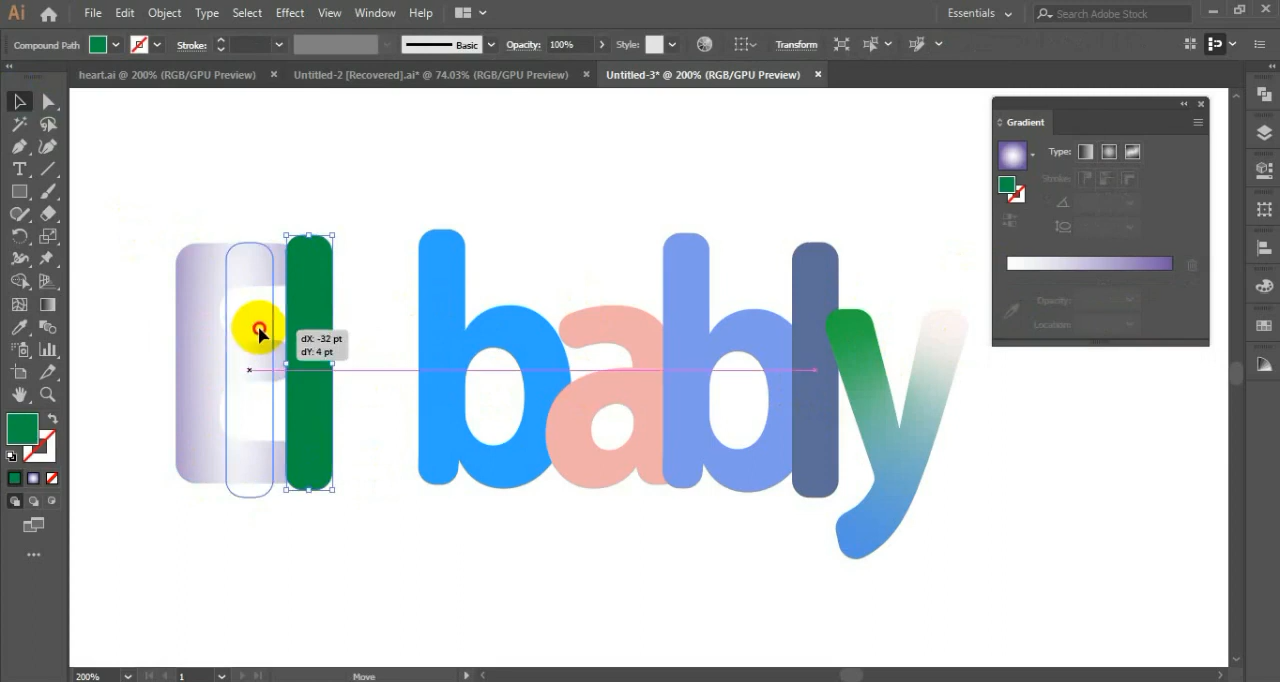 Ai File Edit Object Type Select Effect View Window Help Essentials Search Adobe Stock
Compound Path Stroke: Basic Opacity: 100% Style: Transform
heart.ai @ 200% (RGB/GPU Preview) Untitled-2 [Recovered].ai* @ 74.03% (RGB/GPU Preview) Untitled-3* @ 200% (RGB/GPU Preview)
Gradient
Type:
Stroke:
Opacity:
Location:
El bably
dX: -32 pt
dY: 4 pt
200% 1 Move